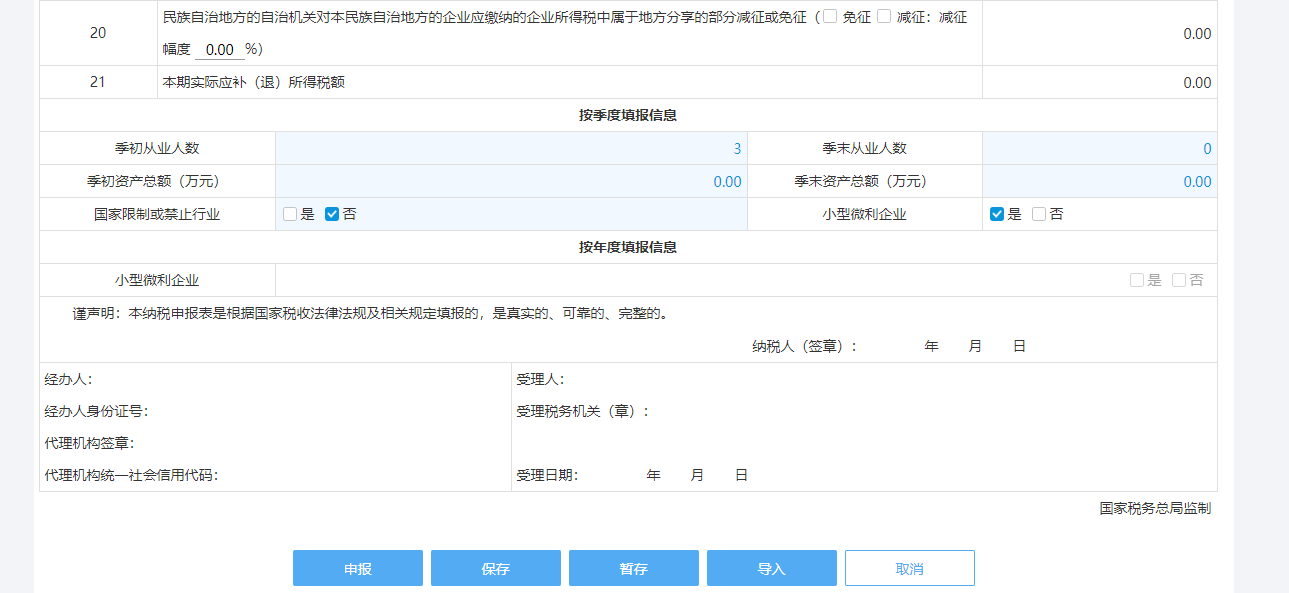 20 民族自治地方的自治机关对本民族自治地方的企业应缴纳的企业所得税中属于地方分享的部分减征或免征（ 免征 减征：减征
幅度 0.00 %） 0.00
21 本期实际应补（退）所得税额 0.00
按季度填报信息
季初从业人数 3 季末从业人数 0
季初资产总额（万元） 0.00 季末资产总额（万元） 0.00
国家限制或禁止行业 是 否 小型微利企业 是 否
按年度填报信息
小型微利企业 是 否
谨声明：本纳税申报表是根据国家税收法律法规及相关规定填报的，是真实的、可靠的、完整的。
纳税人（签章）： 年 月 日
经办人： 受理人：
经办人身份证号： 受理税务机关（章）：
代理机构签章：
代理机构统一社会信用代码： 受理日期： 年 月 日
国家税务总局监制
申报 保存 暂存 导入 取消